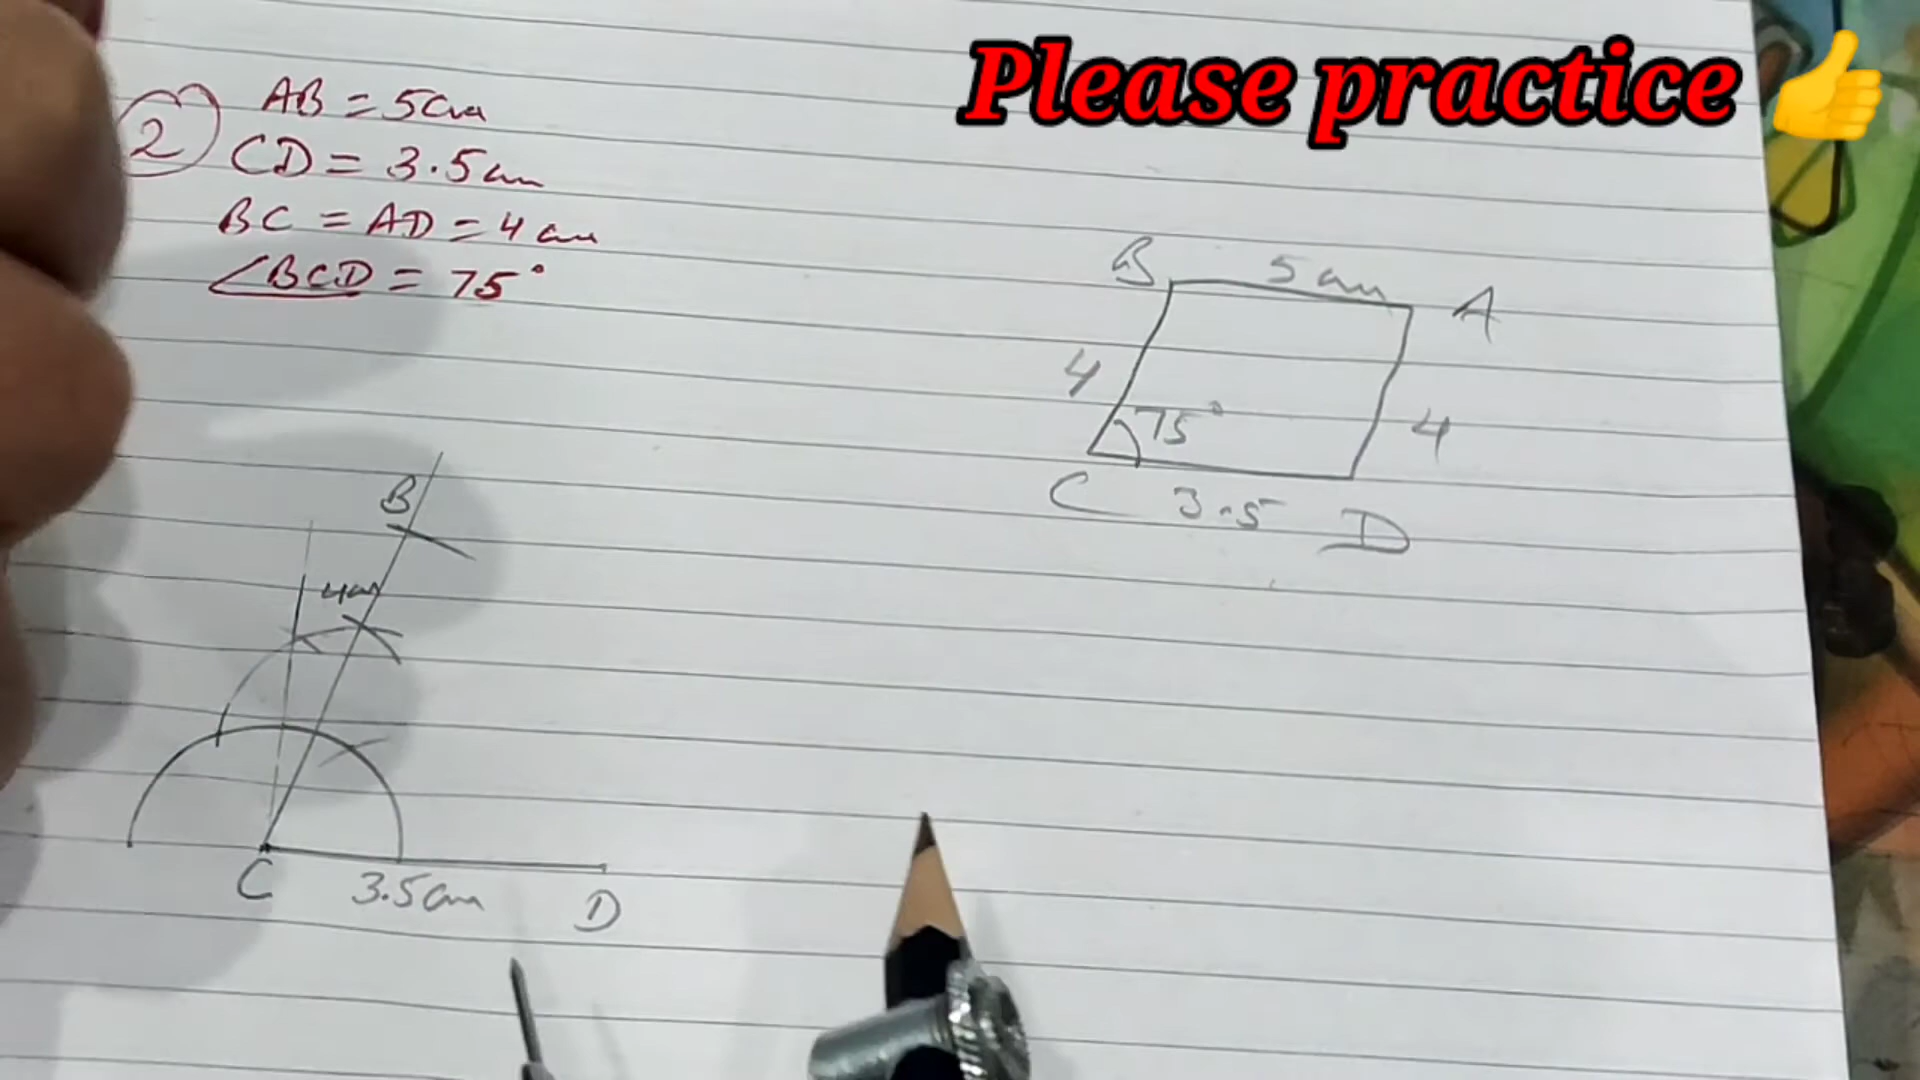 Please practice 👍
2
AB = 5cm
CD = 3.5cm
BC = AD = 4cm
∠BCD = 75°
B 5cm A
4 75° 4
C 3.5 D
B
4cm
C 3.5cm D